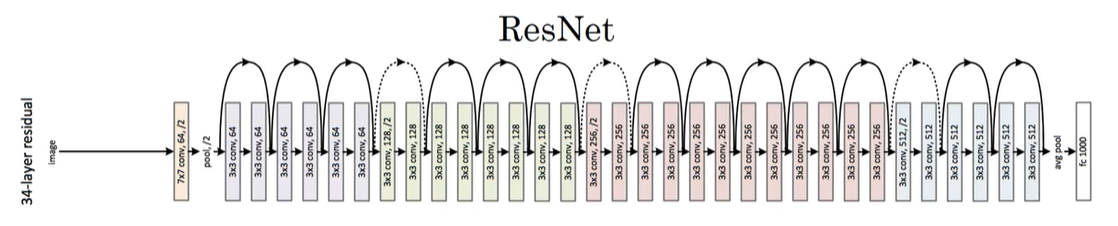 ResNet
34-layer residual
image
7x7 conv, 64, /2
pool, /2
3x3 conv, 64
3x3 conv, 64
3x3 conv, 64
3x3 conv, 64
3x3 conv, 64
3x3 conv, 64
3x3 conv, 128, /2
3x3 conv, 128
3x3 conv, 128
3x3 conv, 128
3x3 conv, 128
3x3 conv, 128
3x3 conv, 128
3x3 conv, 128
3x3 conv, 256, /2
3x3 conv, 256
3x3 conv, 256
3x3 conv, 256
3x3 conv, 256
3x3 conv, 256
3x3 conv, 256
3x3 conv, 256
3x3 conv, 256
3x3 conv, 256
3x3 conv, 256
3x3 conv, 256
3x3 conv, 512, /2
3x3 conv, 512
3x3 conv, 512
3x3 conv, 512
3x3 conv, 512
3x3 conv, 512
avg pool
fc 1000